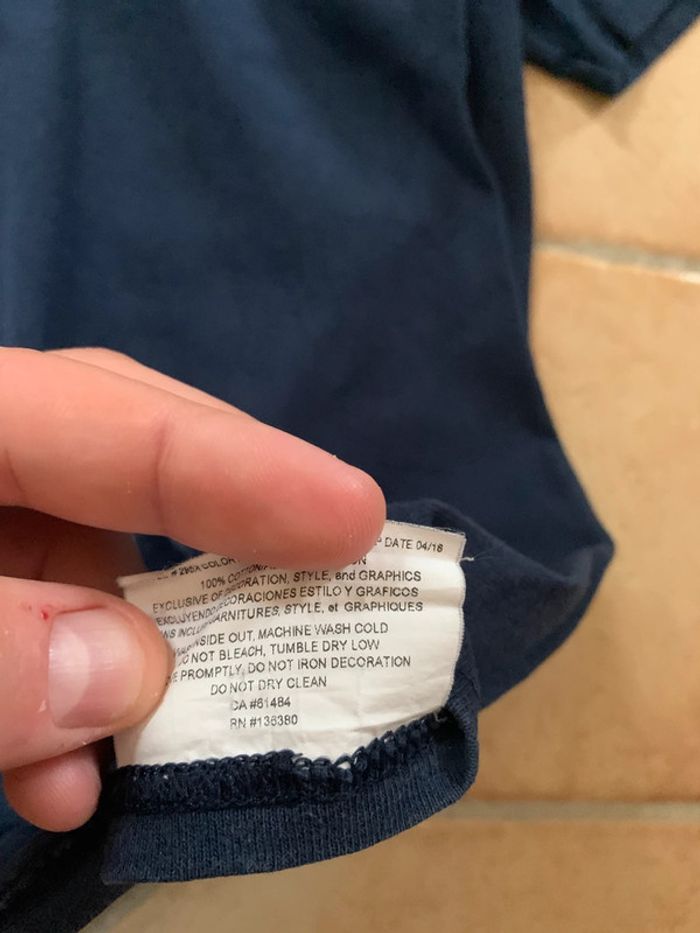 COLOR DATE 04/18
100% ON
EXCLUSIVE OF DECORATION, STYLE, and GRAPHICS
EXCLUYENDO DECORACIONES ESTILO Y GRAFICOS
GARNITURES, STYLE, et GRAPHIQUES
INSIDE OUT, MACHINE WASH COLD
NOT BLEACH, TUMBLE DRY LOW
PROMPTLY, DO NOT IRON DECORATION
DO NOT DRY CLEAN
CA #61484
RN #136380